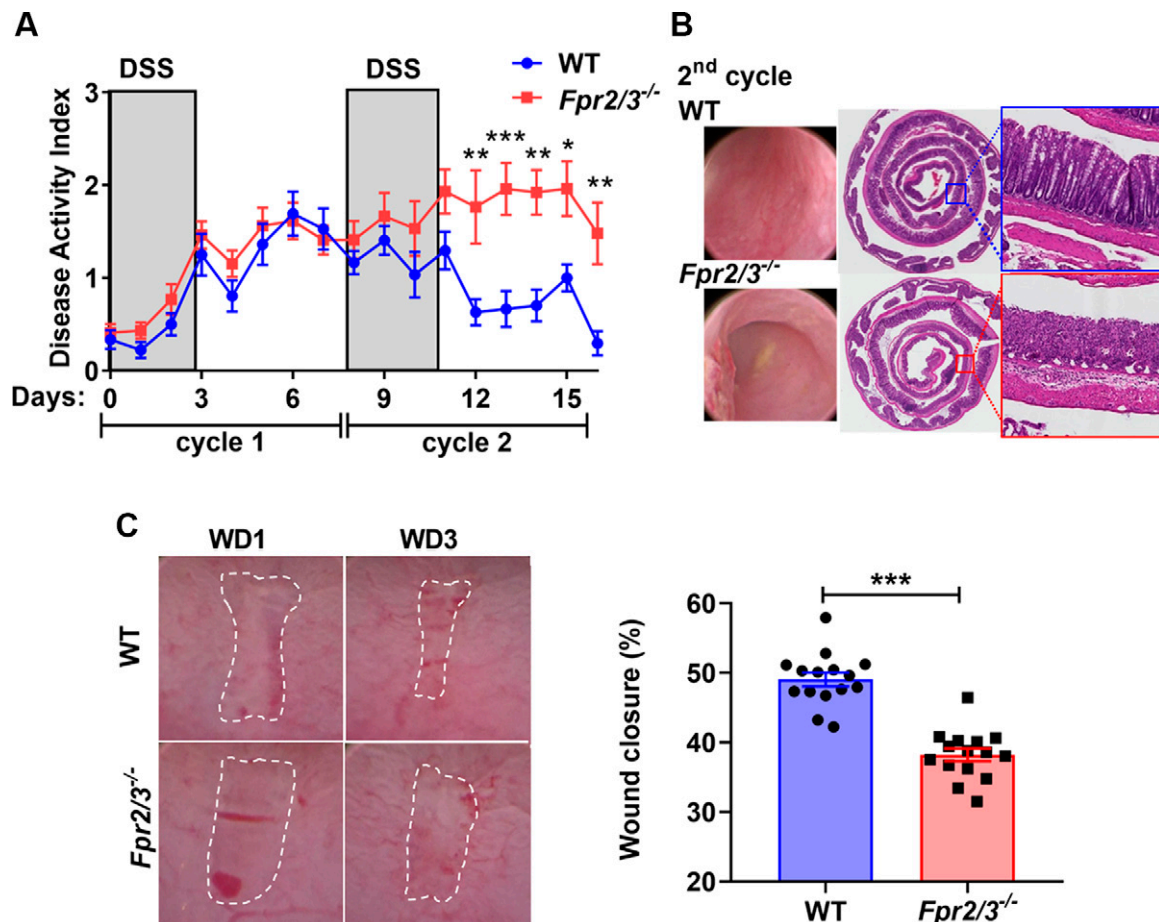 A
DSS
DSS
WT
Fpr2/3-/-
Disease Activity Index
3
2
1
0
** *** ** * **
Days: 0 3 6 9 12 15
cycle 1 cycle 2
B
2nd cycle
WT
Fpr2/3-/-
C
WD1 WD3
WT
Fpr2/3-/-
Wound closure (%)
60
50
40
30
20
***
WT Fpr2/3-/-